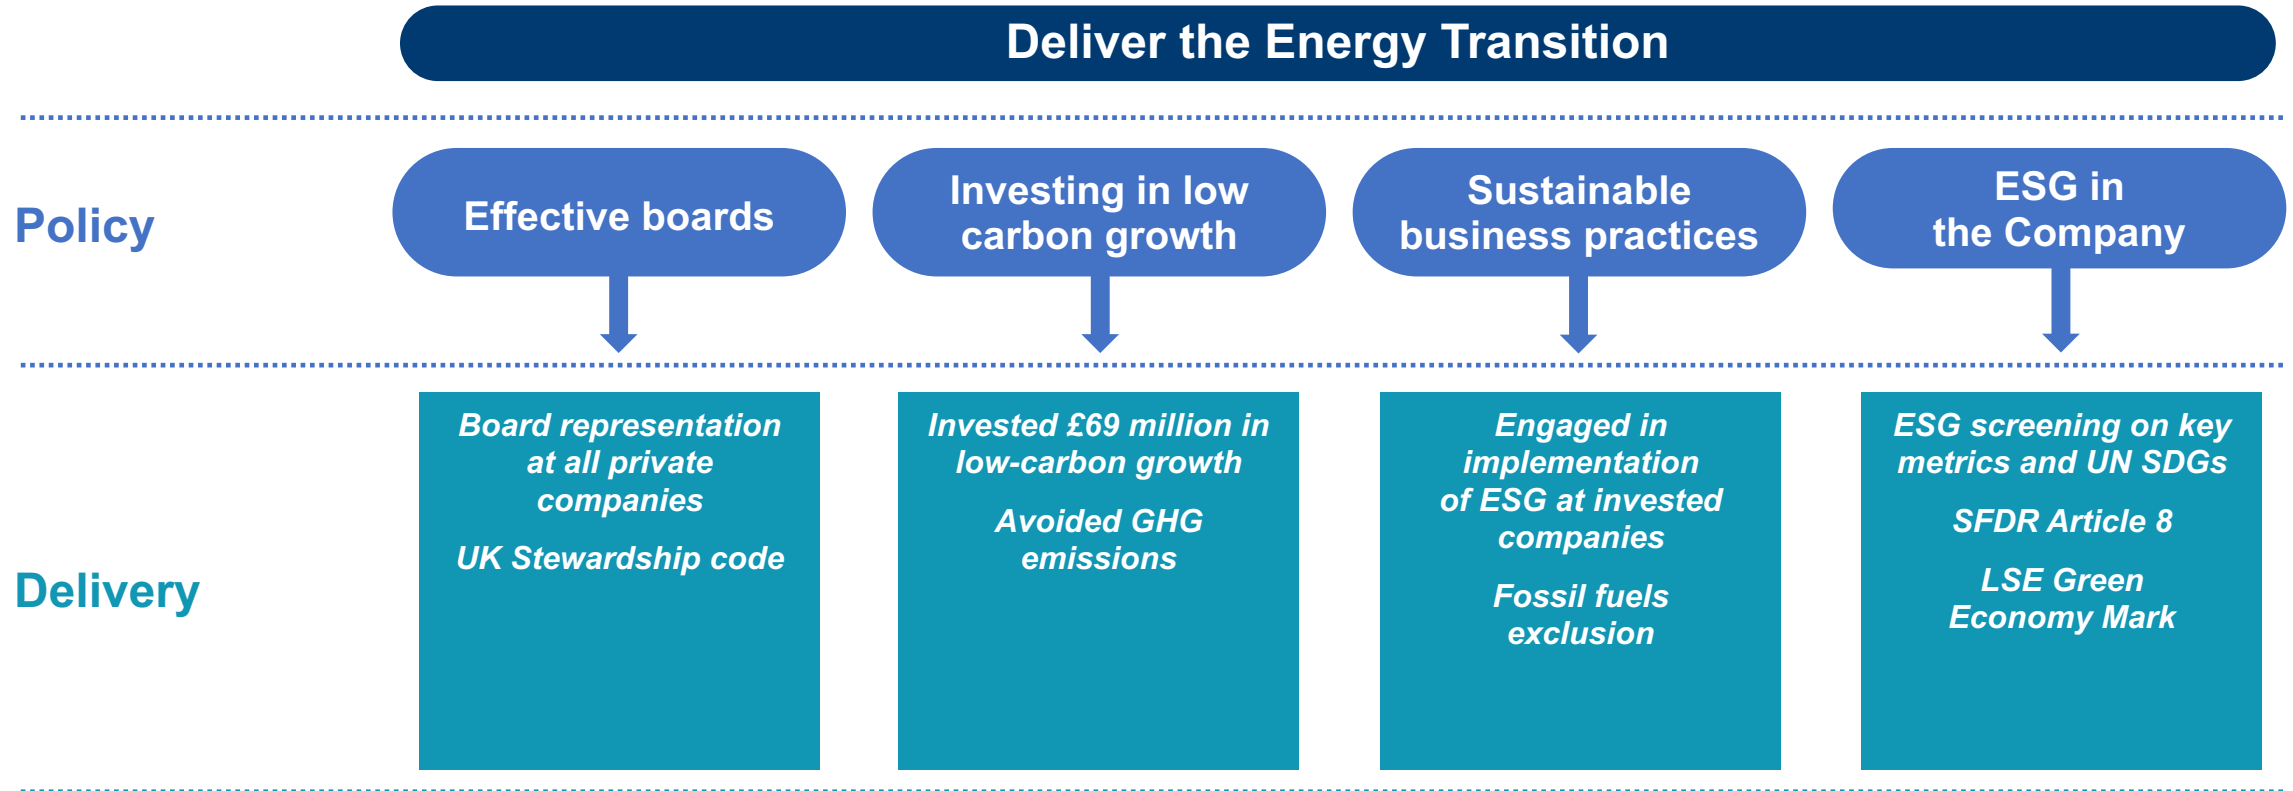 Deliver the Energy Transition
Policy
Effective boards
Investing in low
carbon growth
Sustainable
business practices
ESG in
the Company
Delivery
Board representation
at all private
companies
UK Stewardship code
Invested £69 million in
low-carbon growth
Avoided GHG
emissions
Engaged in
implementation
of ESG at invested
companies
Fossil fuels
exclusion
ESG screening on key
metrics and UN SDGs
SFDR Article 8
LSE Green
Economy Mark